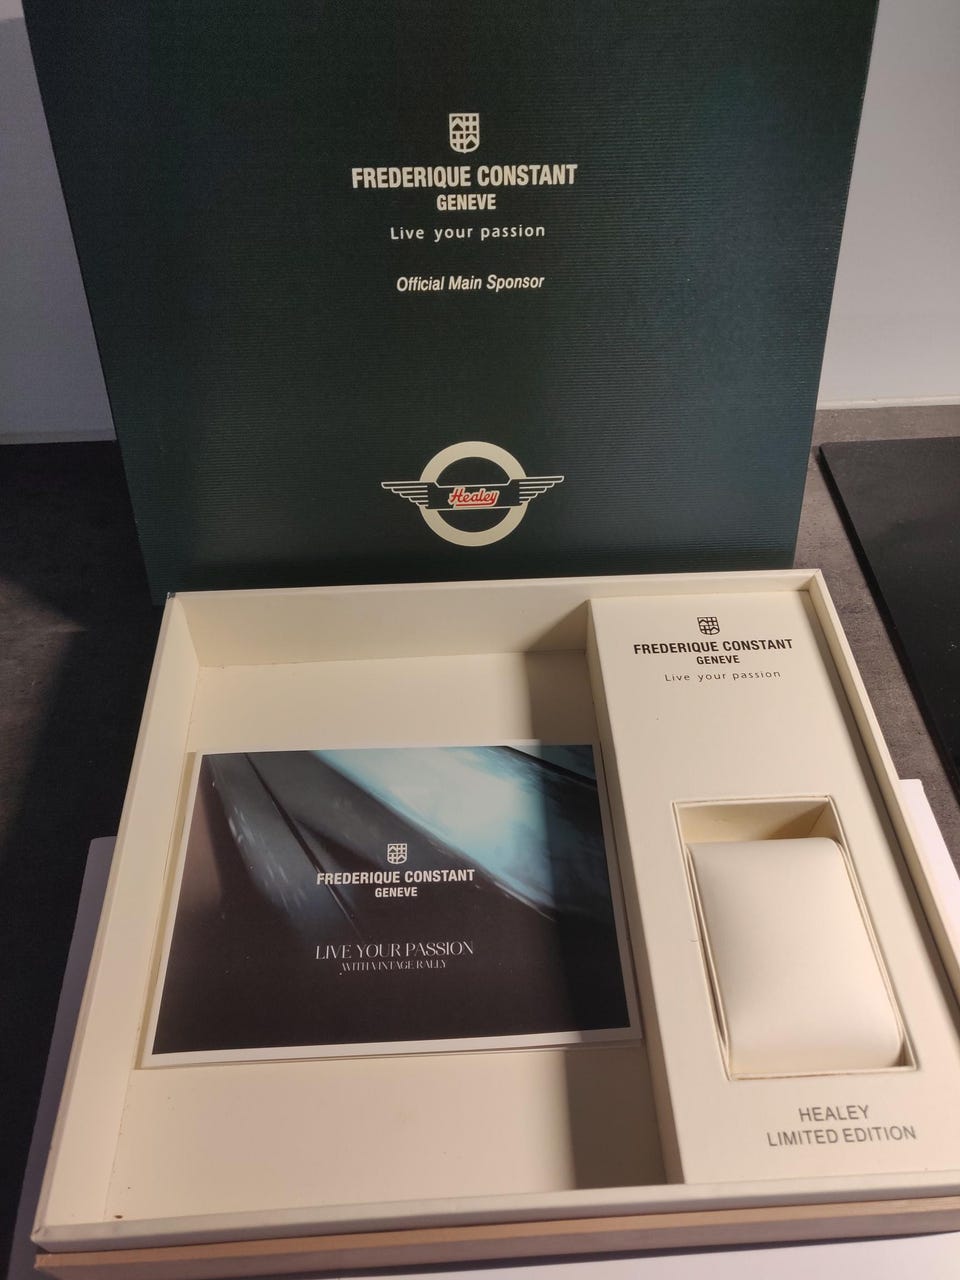 FREDERIQUE CONSTANT
GENEVE
Live your passion
Official Main Sponsor
Healey
FREDERIQUE CONSTANT
GENEVE
Live your passion
FREDERIQUE CONSTANT
GENEVE
LIVE YOUR PASSION
WITH VINTAGE RALLY
HEALEY
LIMITED EDITION